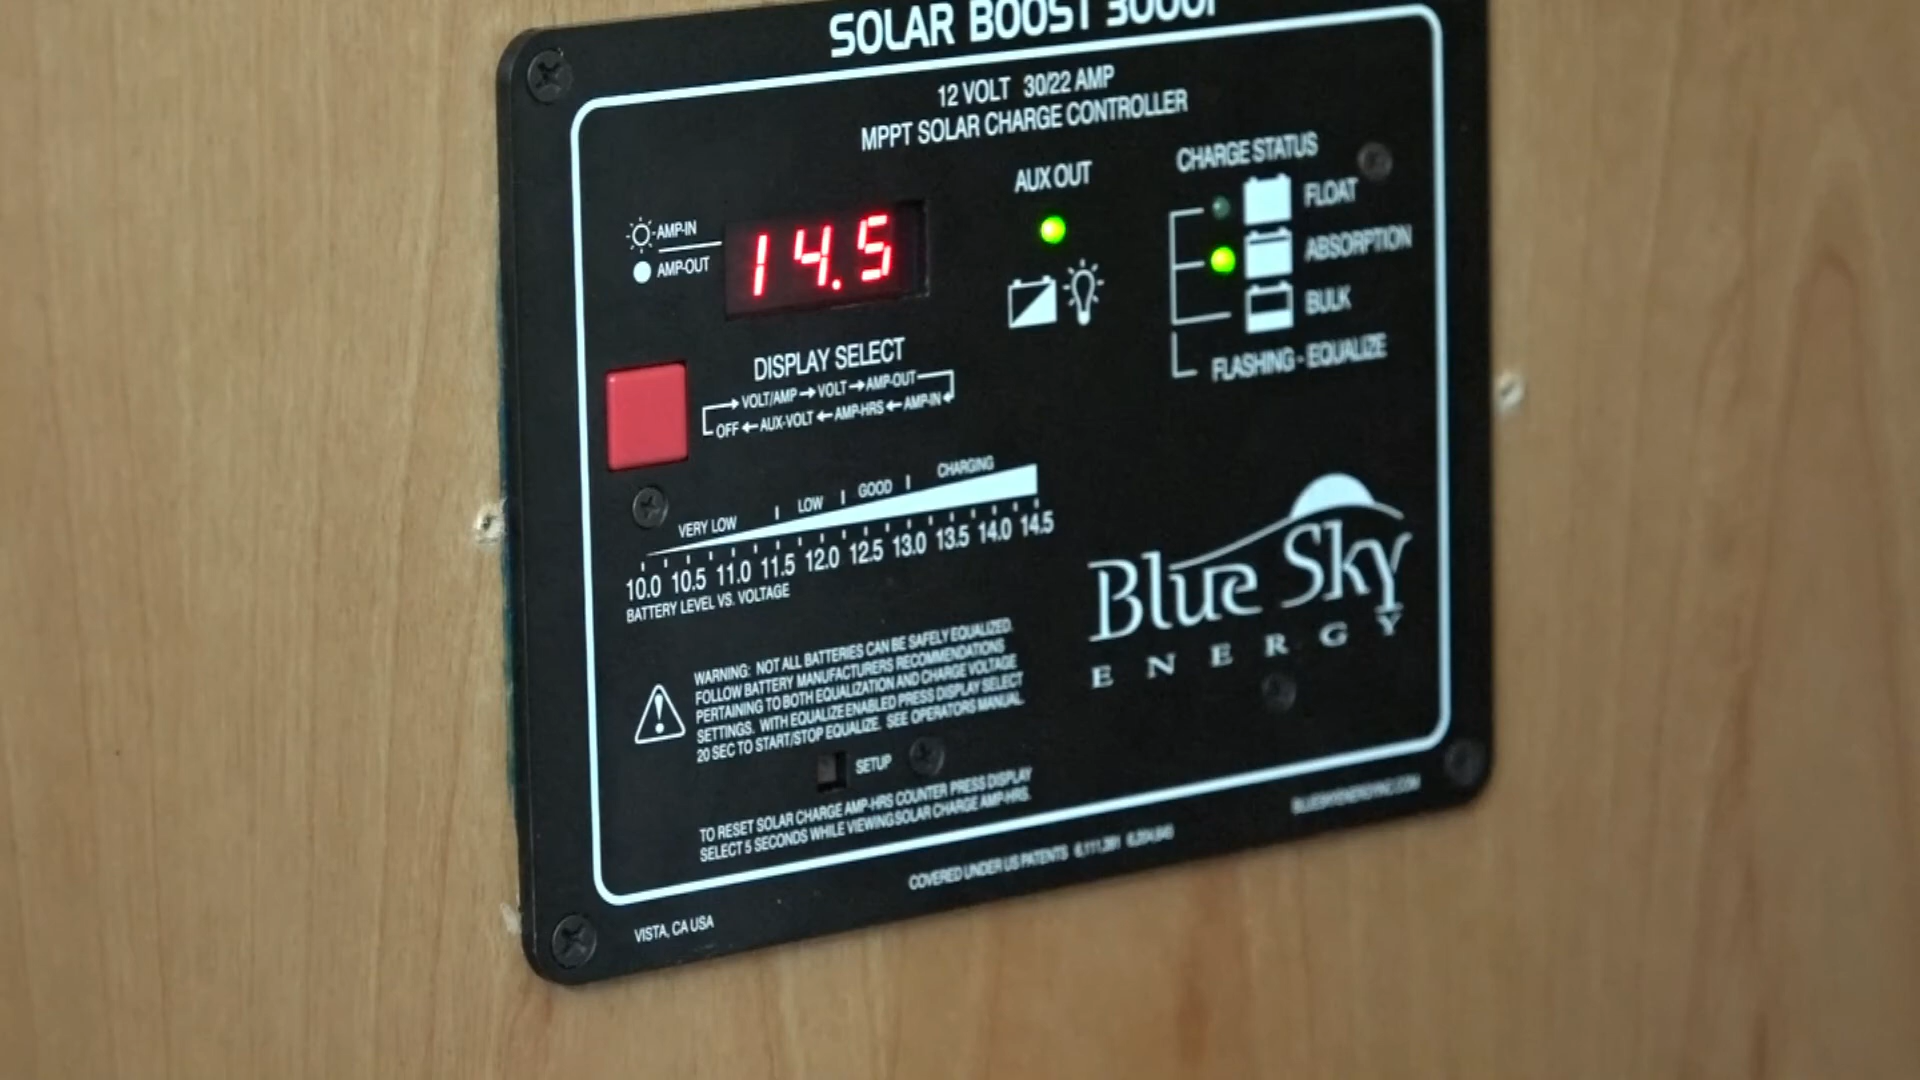 SOLAR BOOST 3000i
12 VOLT 30/22 AMP
MPPT SOLAR CHARGE CONTROLLER
AMP-IN
AMP-OUT
14.5
AUX OUT
CHARGE STATUS
FLOAT
ABSORPTION
BULK
FLASHING - EQUALIZE
DISPLAY SELECT
VOLT/AMP → VOLT → AMP-OUT
OFF ← AUX-VOLT ← AMP-HRS ← AMP-IN
VERY LOW | LOW | GOOD | CHARGING
10.0 10.5 11.0 11.5 12.0 12.5 13.0 13.5 14.0 14.5
BATTERY LEVEL VS. VOLTAGE
Blue Sky
ENERGY
WARNING: NOT ALL BATTERIES CAN BE SAFELY EQUALIZED.
FOLLOW BATTERY MANUFACTURERS RECOMMENDATIONS
PERTAINING TO BOTH EQUALIZATION AND CHARGE VOLTAGE
SETTINGS. WITH EQUALIZE ENABLED PRESS DISPLAY SELECT
20 SEC TO START/STOP EQUALIZE. SEE OPERATORS MANUAL.
SETUP
TO RESET SOLAR CHARGE AMP-HRS COUNTER PRESS DISPLAY
SELECT 5 SECONDS WHILE VIEWING SOLAR CHARGE AMP-HRS.
BLUESKYENERGYINC.COM
COVERED UNDER US PATENTS
VISTA, CA USA